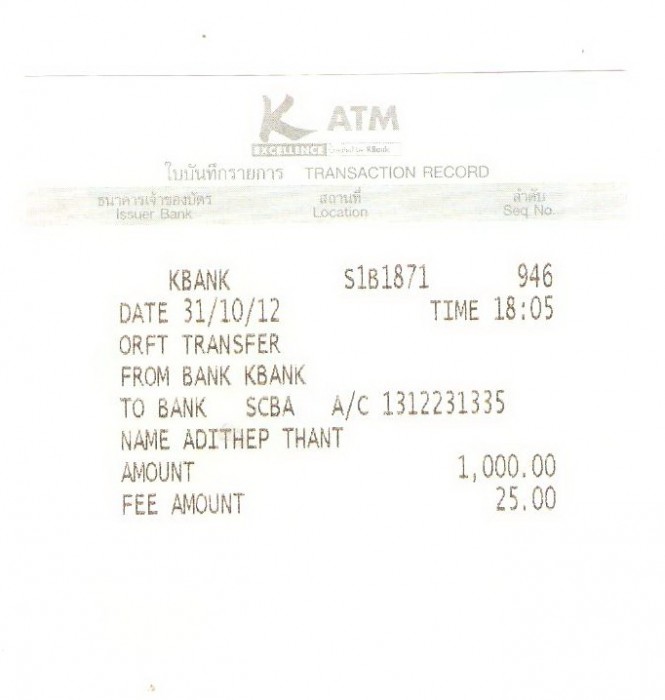 K ATM
EXCELLENCE
ใบบันทึกรายการ TRANSACTION RECORD
ธนาคารเจ้าของบัตร สถานที่ ลำดับ
Issuer Bank Location Seq No.
KBANK S1B1871 946
DATE 31/10/12 TIME 18:05
ORFT TRANSFER
FROM BANK KBANK
TO BANK SCBA A/C 1312231335
NAME ADITHEP THANT
AMOUNT 1,000.00
FEE AMOUNT 25.00